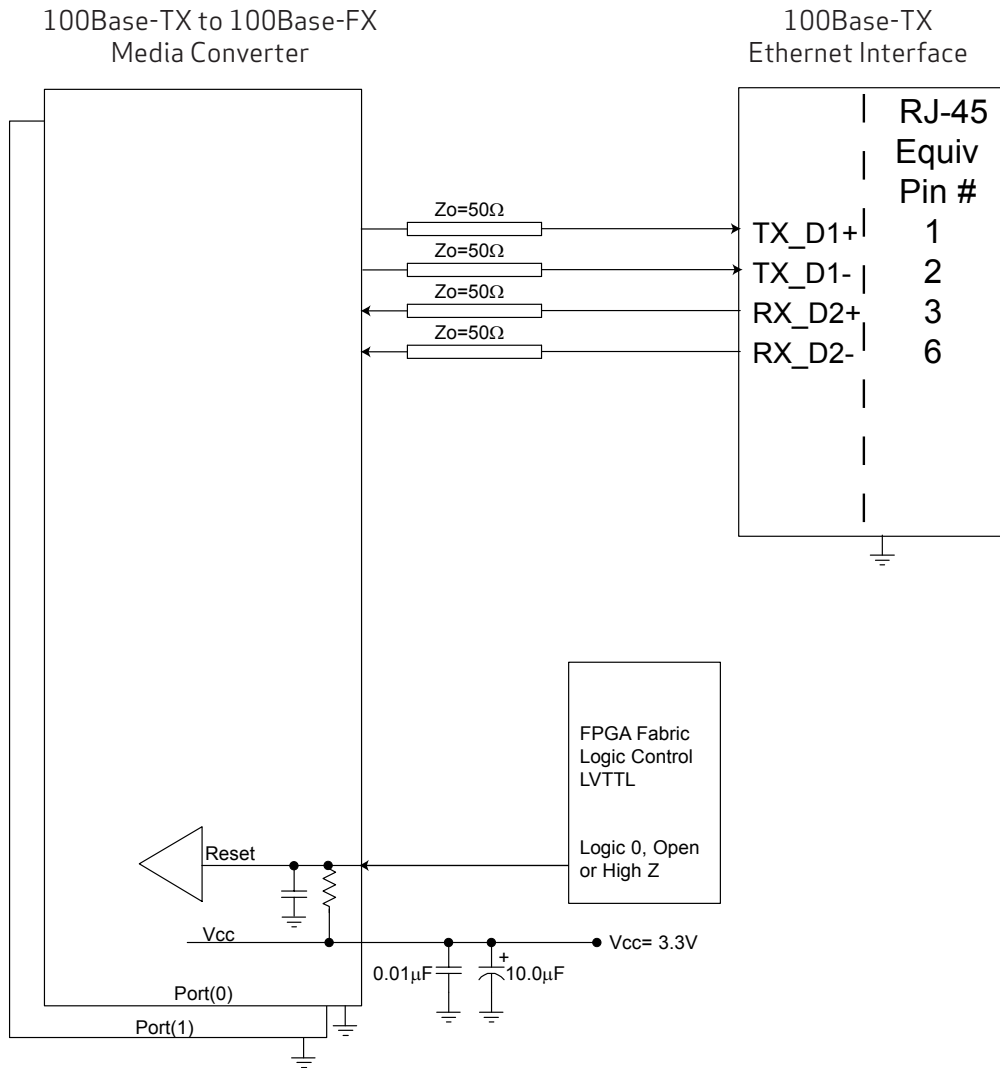 100Base-TX to 100Base-FX
Media Converter
100Base-TX
Ethernet Interface
RJ-45
Equiv
Pin #
Zo=50Ω
TX_D1+ 1
Zo=50Ω
TX_D1- 2
Zo=50Ω
RX_D2+ 3
Zo=50Ω
RX_D2- 6
FPGA Fabric
Logic Control
LVTTL
Logic 0, Open
or High Z
Reset
Vcc
Vcc= 3.3V
0.01µF
+
10.0µF
Port(0)
Port(1)